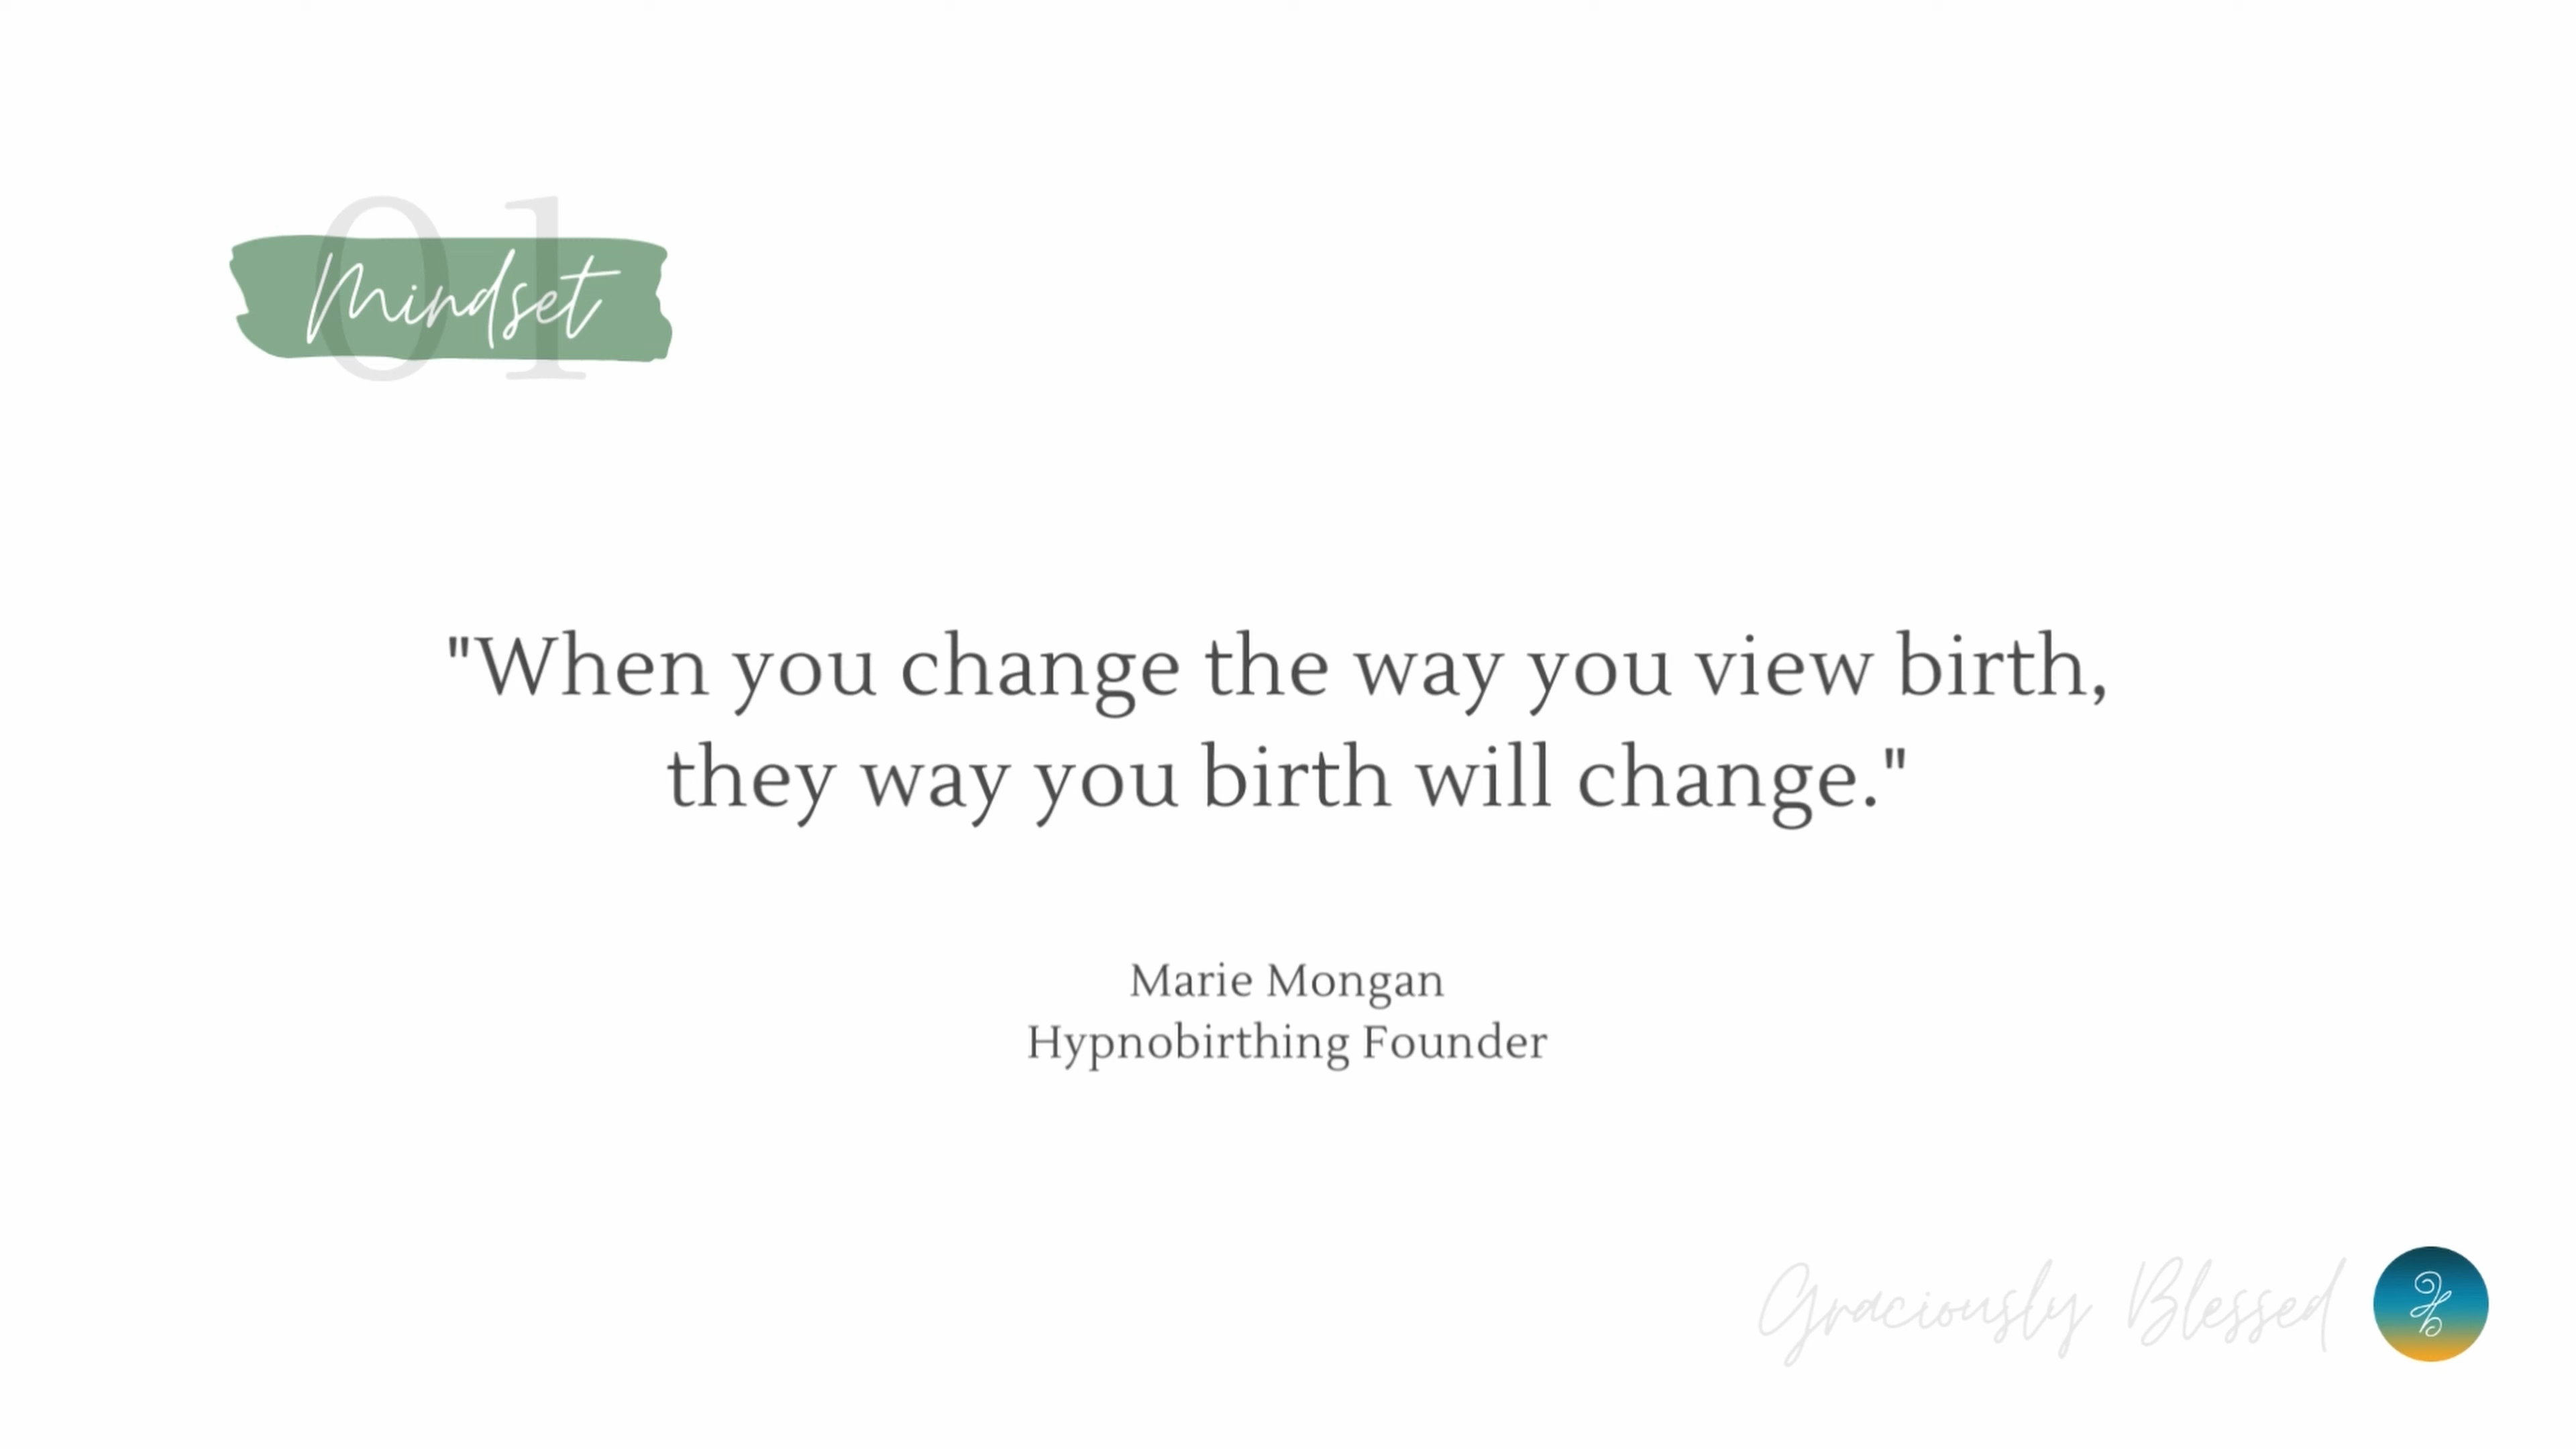 01
Mindset
"When you change the way you view birth,
they way you birth will change."
Marie Mongan
Hypnobirthing Founder
Graciously Blessed